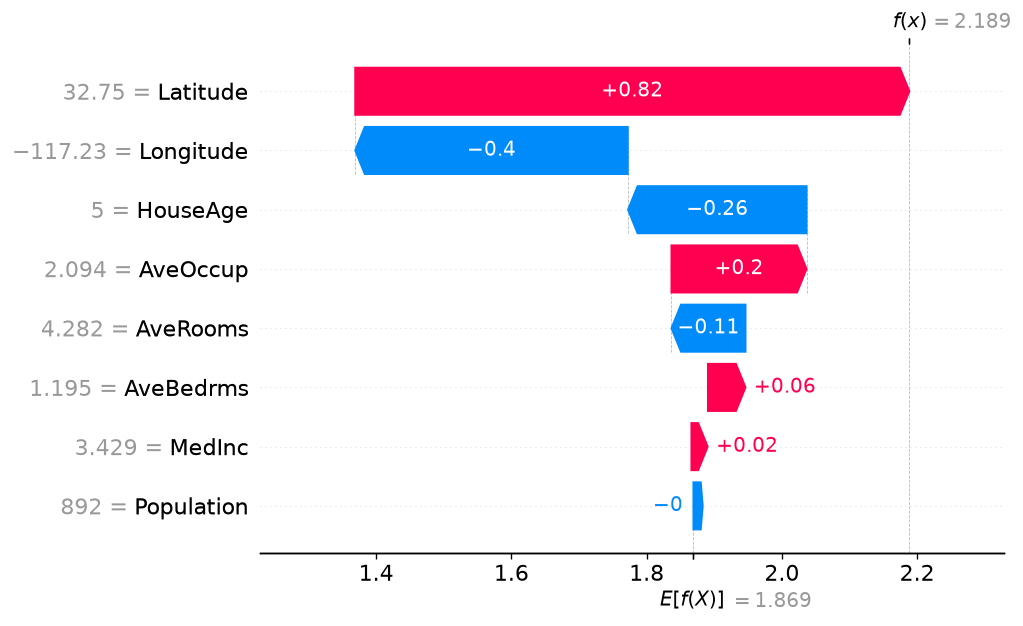 f(x) = 2.189
32.75 = Latitude
+0.82
−117.23 = Longitude
−0.4
5 = HouseAge
−0.26
2.094 = AveOccup
+0.2
4.282 = AveRooms
−0.11
1.195 = AveBedrms
+0.06
3.429 = MedInc
+0.02
892 = Population
−0
1.4 1.6 1.8 2.0 2.2
E[f(X)] = 1.869